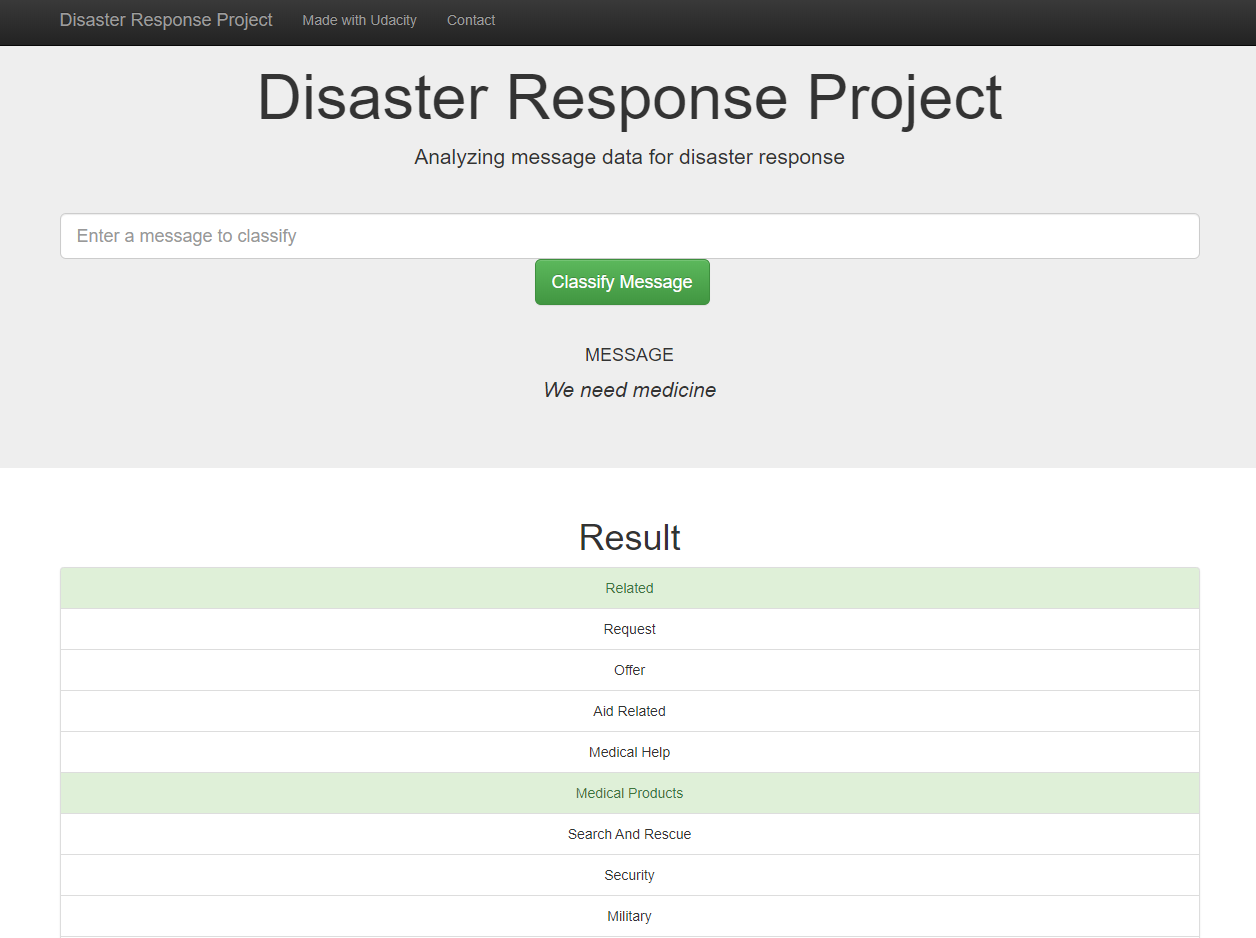 Disaster Response Project Made with Udacity Contact
Disaster Response Project
Analyzing message data for disaster response
Enter a message to classify
Classify Message
MESSAGE
We need medicine
Result
Related
Request
Offer
Aid Related
Medical Help
Medical Products
Search And Rescue
Security
Military